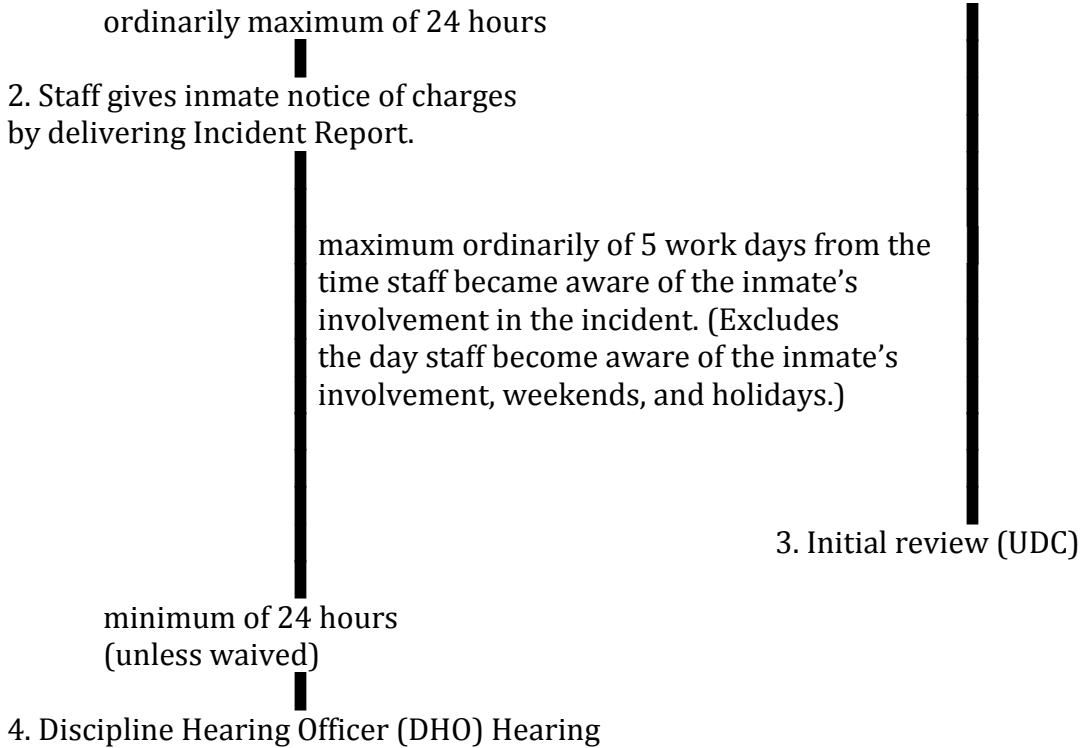 ordinarily maximum of 24 hours
2. Staff gives inmate notice of charges
by delivering Incident Report.
maximum ordinarily of 5 work days from the
time staff became aware of the inmate’s
involvement in the incident. (Excludes
the day staff become aware of the inmate’s
involvement, weekends, and holidays.)
3. Initial review (UDC)
minimum of 24 hours
(unless waived)
4. Discipline Hearing Officer (DHO) Hearing